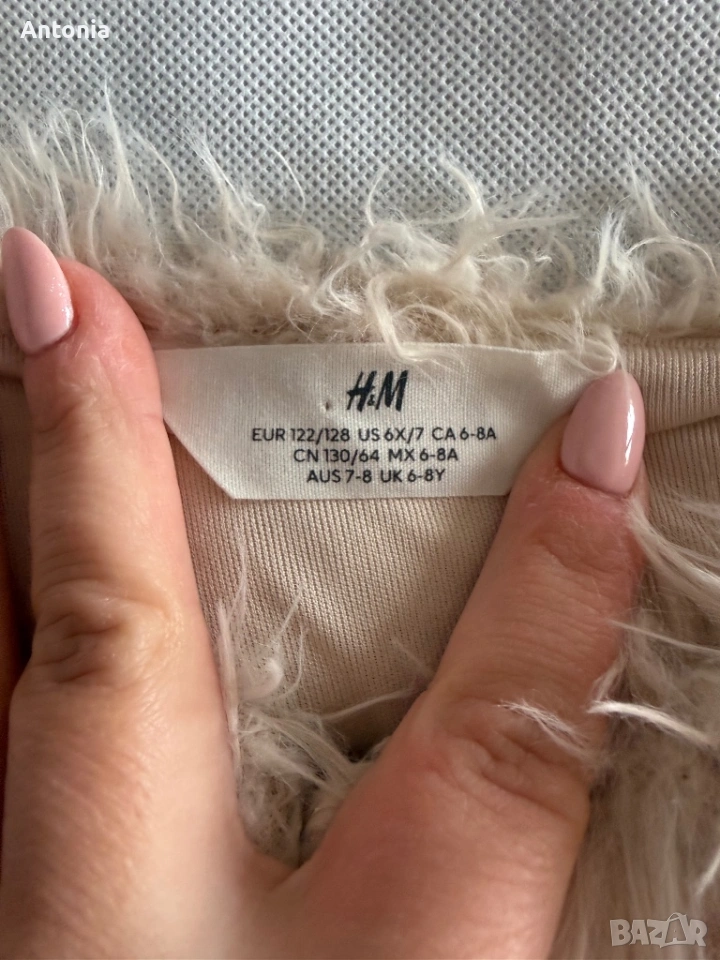 Antonia
H&M
EUR 122/128 US 6X/7 CA 6-8A
CN 130/64 MX 6-8A
AUS 7-8 UK 6-8Y
BAZAR